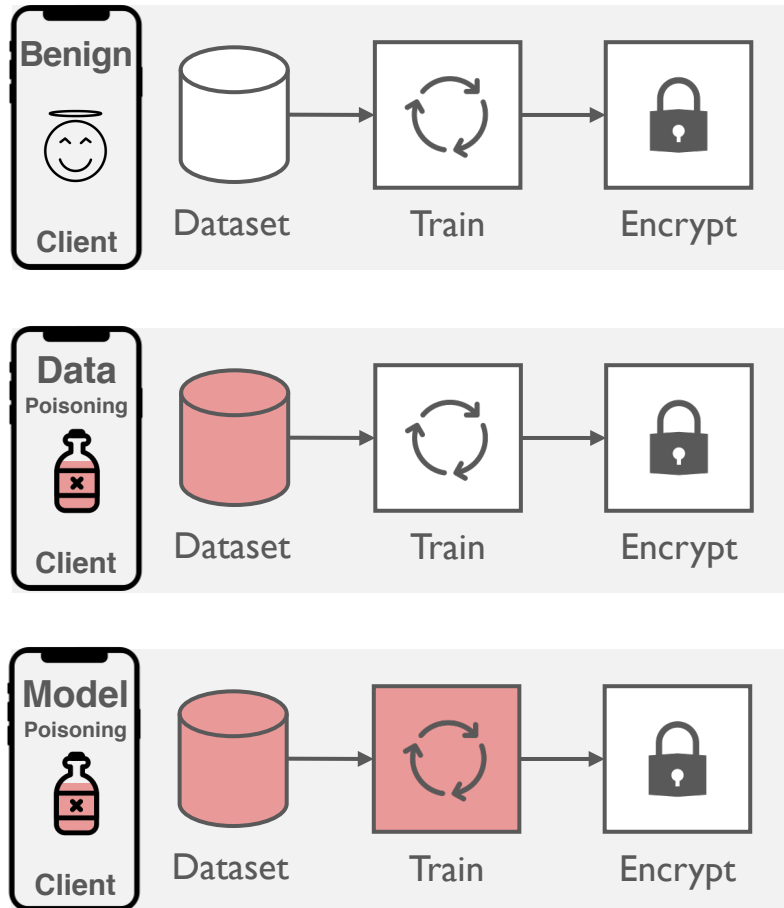 Benign
Client
Dataset
Train
Encrypt
Data
Poisoning
Client
Dataset
Train
Encrypt
Model
Poisoning
Client
Dataset
Train
Encrypt